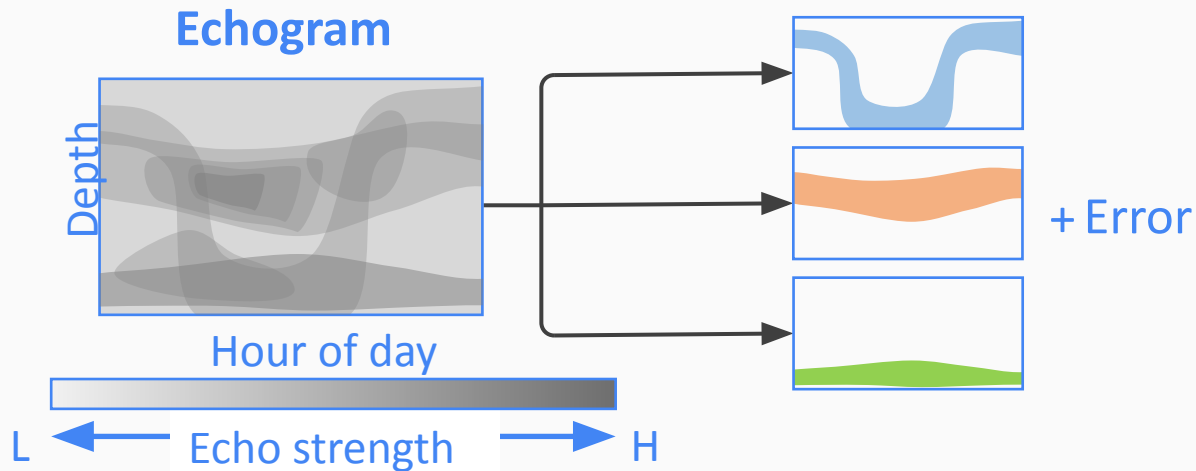 Echogram
Depth
+ Error
Hour of day
L
Echo strength
H